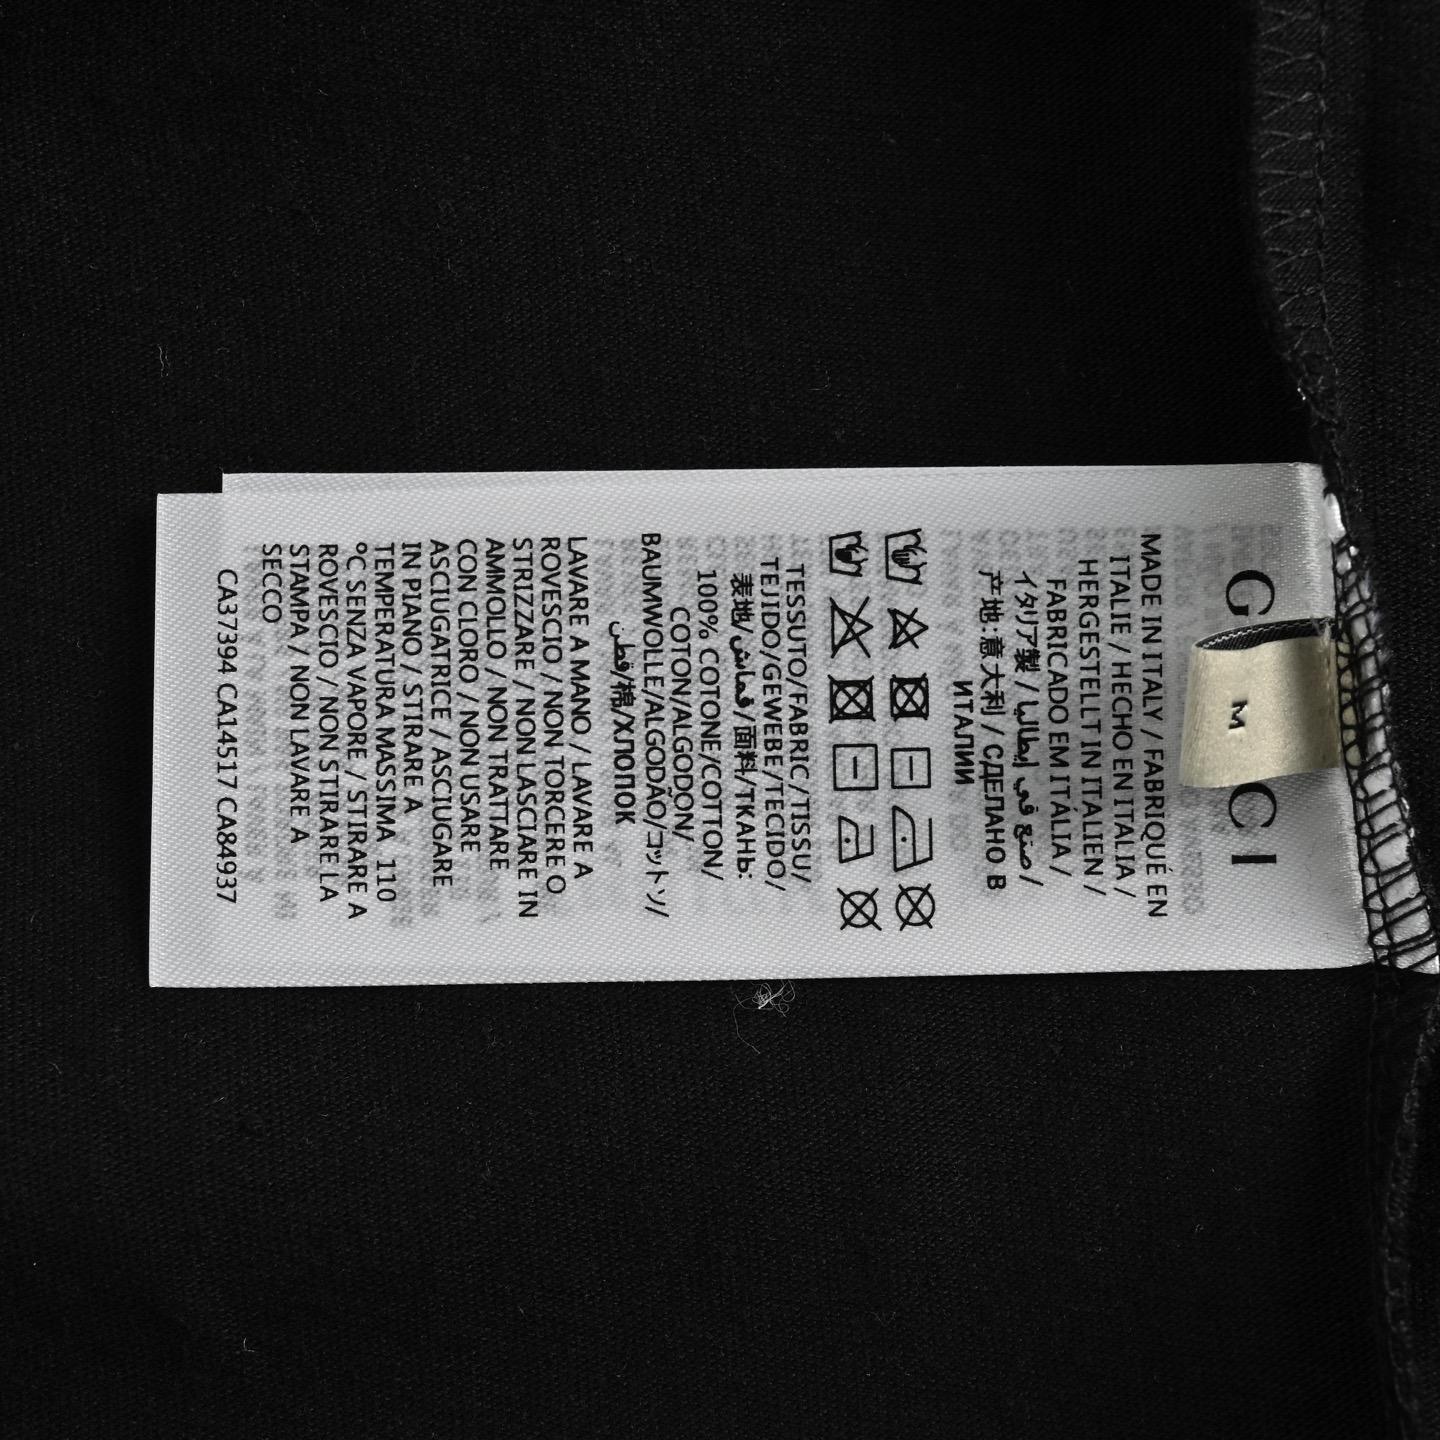 G CI
M
MADE IN ITALY / FABRIQUÉ EN
ITALIE / HECHO EN ITALIA /
HERGESTELLT IN ITALIEN /
FABRICADO EM ITÁLIA /
イタリア製 / صنع في إيطاليا /
产地:意大利 / СДЕЛАНО В
ИТАЛИИ
TESSUTO/FABRIC/TISSU/
TEJIDO/GEWEBE/TECIDO/
表地/قماش/面料/ТКАНЬ:
100% COTONE/COTTON/
COTON/ALGODON/
BAUMWOLLE/ALGODÃO/コットン/
قطن/棉/ХЛОПОК
LAVARE A MANO / LAVARE A
ROVESCIO / NON TORCERE O
STRIZZARE / NON LASCIARE IN
AMMOLLO / NON TRATTARE
CON CLORO / NON USARE
ASCIUGATRICE / ASCIUGARE
IN PIANO / STIRARE A
TEMPERATURA MASSIMA 110
°C SENZA VAPORE / STIRARE A
ROVESCIO / NON STIRARE LA
STAMPA / NON LAVARE A
SECCO
CA37394 CA14517 CA84937